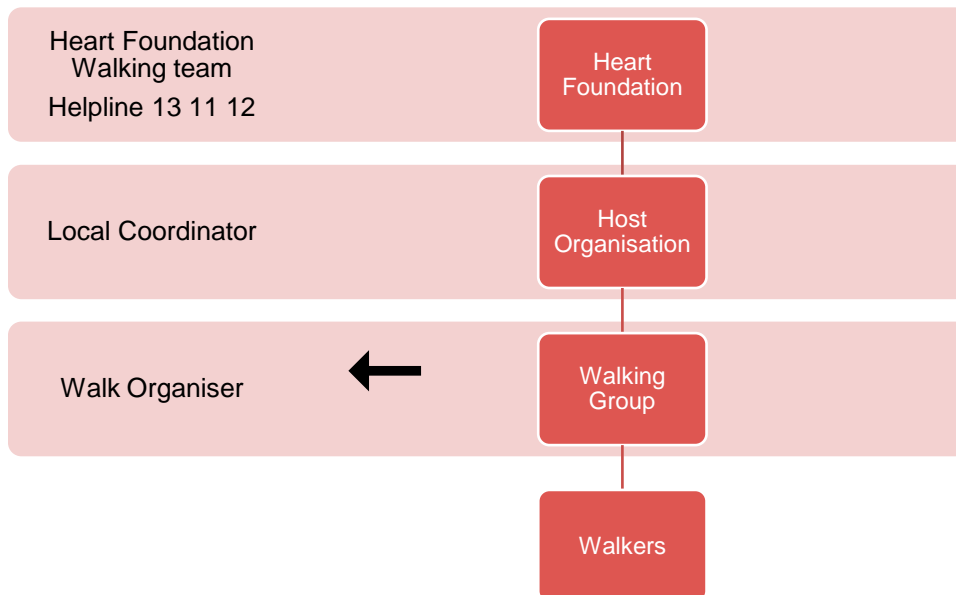 Heart Foundation
Walking team
Helpline 13 11 12
Heart
Foundation
Local Coordinator
Host
Organisation
Walk Organiser
Walking
Group
Walkers